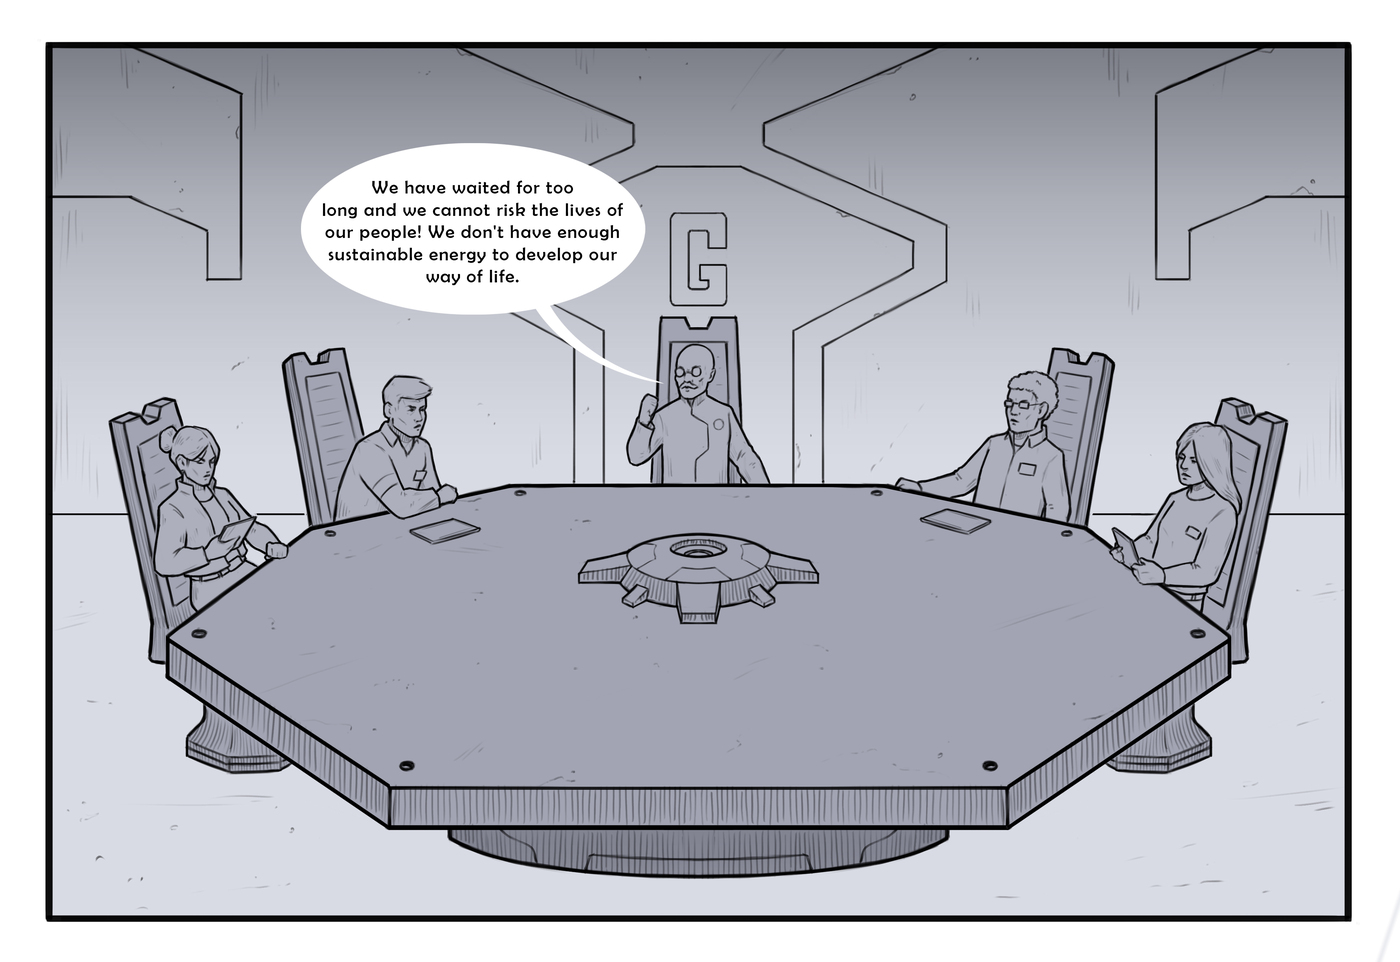 We have waited for too
long and we cannot risk the lives of
our people! We don't have enough
sustainable energy to develop our
way of life.
G